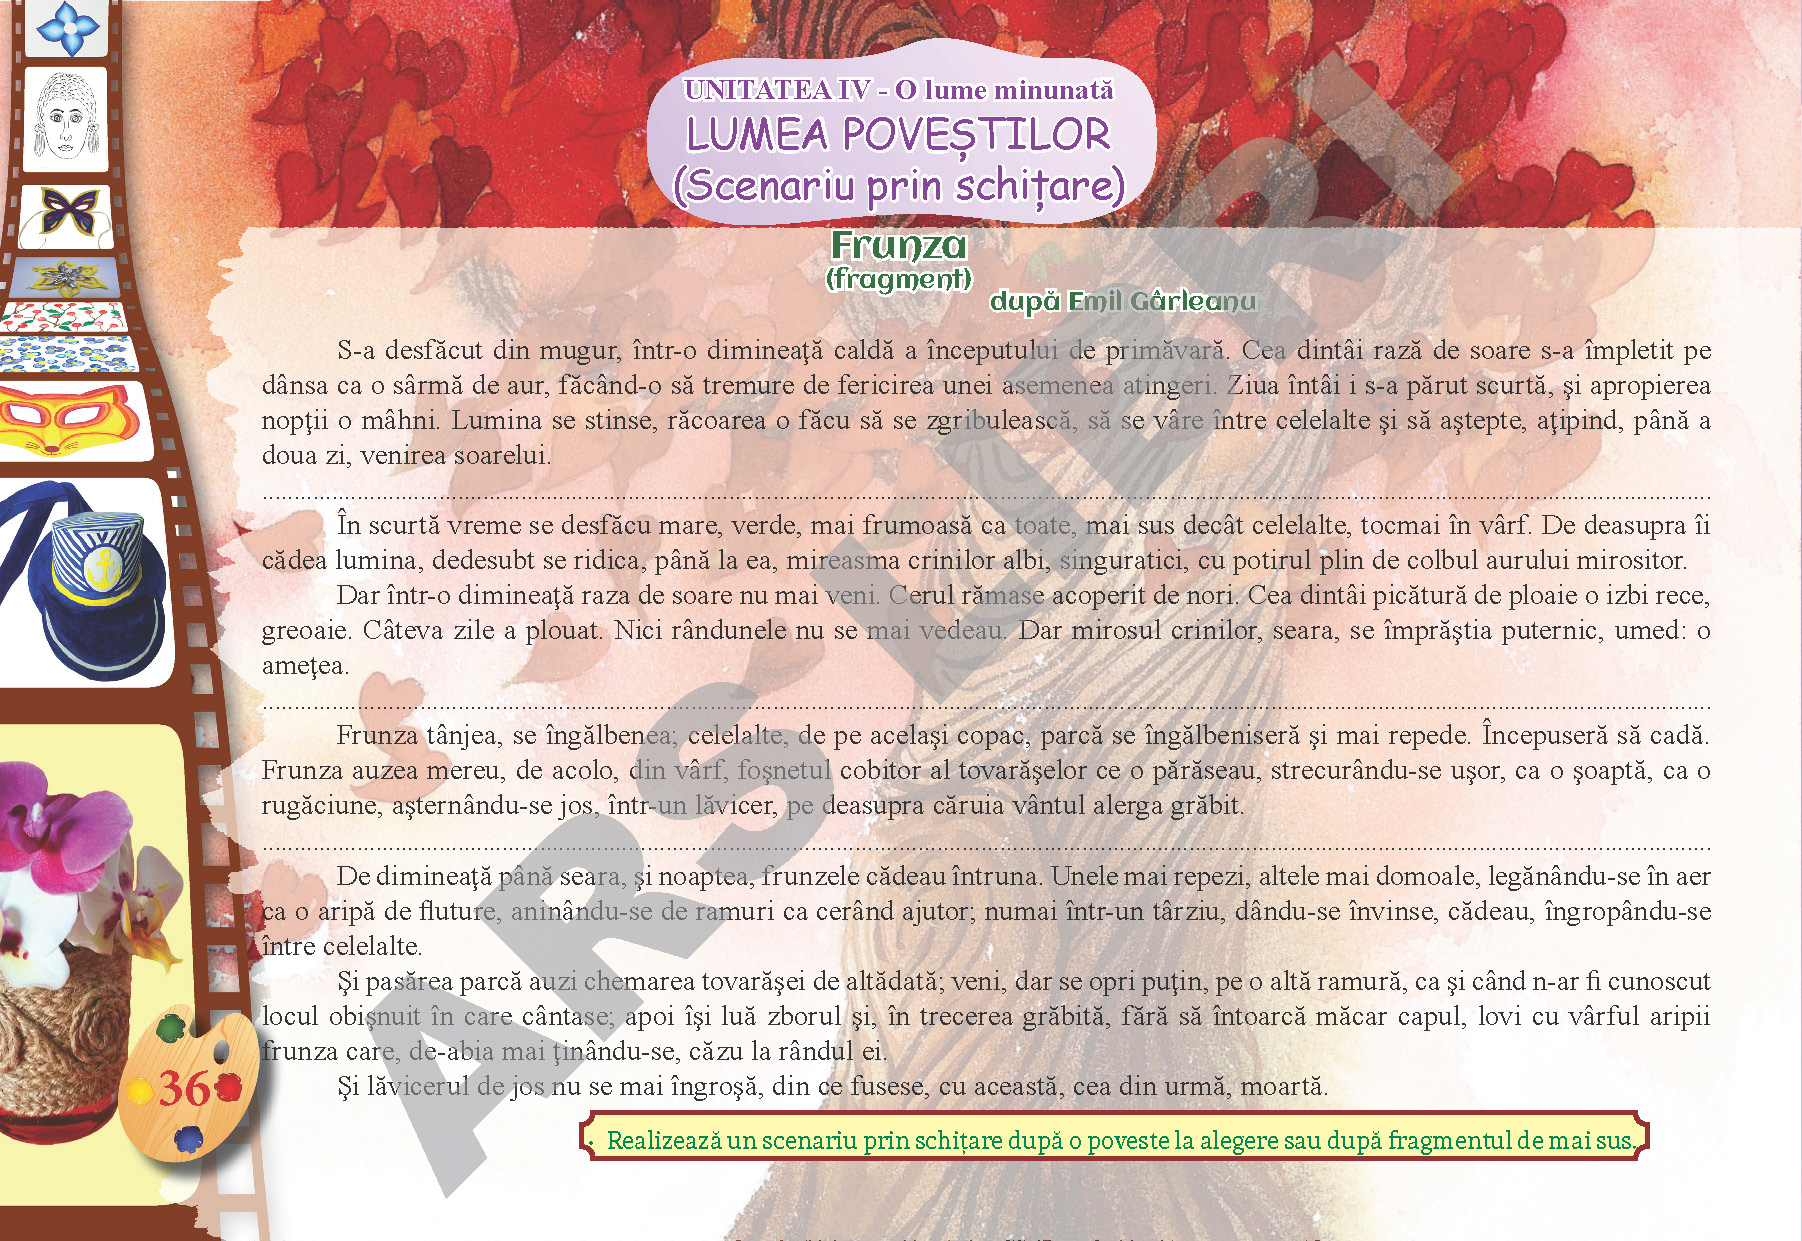 UNITATEA IV - O lume minunată
LUMEA POVEȘTILOR
(Scenariu prin schițare)
Frunza
(fragment)
după Emil Gârleanu
S-a desfăcut din mugur, într-o dimineaţă caldă a începutului de primăvară. Cea dintâi rază de soare s-a împletit pe
dânsa ca o sârmă de aur, făcând-o să tremure de fericirea unei asemenea atingeri. Ziua întâi i s-a părut scurtă, şi apropierea
nopţii o mâhni. Lumina se stinse, răcoarea o făcu să se zgribulească, să se vâre între celelalte şi să aştepte, aţipind, până a
doua zi, venirea soarelui.
În scurtă vreme se desfăcu mare, verde, mai frumoasă ca toate, mai sus decât celelalte, tocmai în vârf. De deasupra îi
cădea lumina, dedesubt se ridica, până la ea, mireasma crinilor albi, singuratici, cu potirul plin de colbul aurului mirositor.
Dar într-o dimineaţă raza de soare nu mai veni. Cerul rămase acoperit de nori. Cea dintâi picătură de ploaie o izbi rece,
greoaie. Câteva zile a plouat. Nici rândunele nu se mai vedeau. Dar mirosul crinilor, seara, se împrăştia puternic, umed: o
ameţea.
Frunza tânjea, se îngălbenea; celelalte, de pe acelaşi copac, parcă se îngălbeniseră şi mai repede. Începuseră să cadă.
Frunza auzea mereu, de acolo, din vârf, foşnetul cobitor al tovarăşelor ce o părăseau, strecurându-se uşor, ca o şoaptă, ca o
rugăciune, aşternându-se jos, într-un lăvicer, pe deasupra căruia vântul alerga grăbit.
De dimineaţă până seara, şi noaptea, frunzele cădeau întruna. Unele mai repezi, altele mai domoale, legănându-se în aer
ca o aripă de fluture, aninându-se de ramuri ca cerând ajutor; numai într-un târziu, dându-se învinse, cădeau, îngropându-se
între celelalte.
Şi pasărea parcă auzi chemarea tovarăşei de altădată; veni, dar se opri puţin, pe o altă ramură, ca şi când n-ar fi cunoscut
locul obişnuit în care cântase; apoi îşi luă zborul şi, în trecerea grăbită, fără să întoarcă măcar capul, lovi cu vârful aripii
frunza care, de-abia mai ţinându-se, căzu la rândul ei.
Şi lăvicerul de jos nu se mai îngroşă, din ce fusese, cu această, cea din urmă, moartă.
· Realizează un scenariu prin schițare după o poveste la alegere sau după fragmentul de mai sus.
36
ARS LIBRI